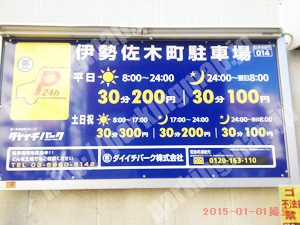 伊勢佐木町駐車場
014
P
24h
ダイイチパーク
TEL 03-6860-8142
平日 8:00～24:00 24:00～翌日8:00
30分200円 30分100円
土日祝 8:00～17:00 17:00～24:00 24:00～翌日8:00
30分300円 30分200円 30分100円
ダイイチパーク株式会社
0120-163-110
2015-01-01